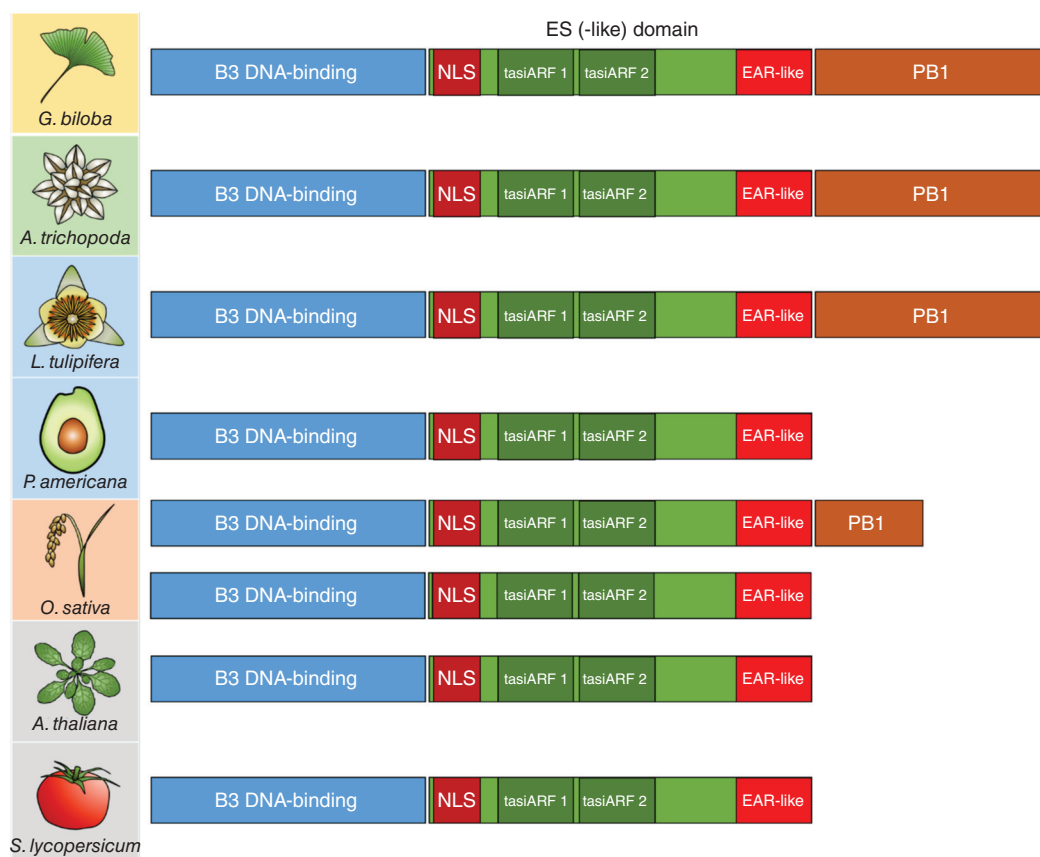 ES (-like) domain
B3 DNA-binding NLS tasiARF 1 tasiARF 2 EAR-like PB1
G. biloba
B3 DNA-binding NLS tasiARF 1 tasiARF 2 EAR-like PB1
A. trichopoda
B3 DNA-binding NLS tasiARF 1 tasiARF 2 EAR-like PB1
L. tulipifera
B3 DNA-binding NLS tasiARF 1 tasiARF 2 EAR-like
P. americana
B3 DNA-binding NLS tasiARF 1 tasiARF 2 EAR-like PB1
B3 DNA-binding NLS tasiARF 1 tasiARF 2 EAR-like
O. sativa
B3 DNA-binding NLS tasiARF 1 tasiARF 2 EAR-like
A. thaliana
B3 DNA-binding NLS tasiARF 1 tasiARF 2 EAR-like
S. lycopersicum